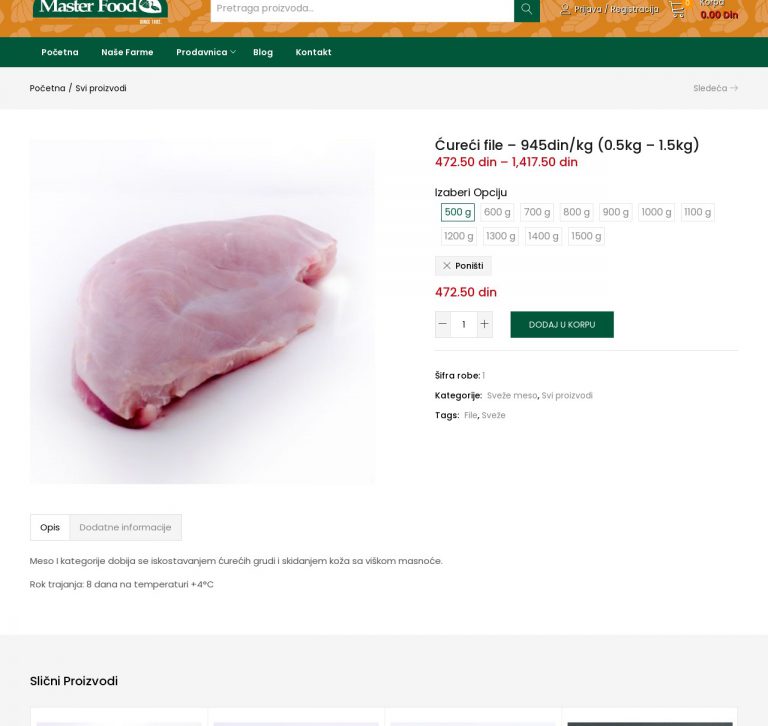 Master Food
SINCE 1992.
Pretraga proizvoda...
Prijava / Registracija
0
Korpa
0.00 Din
Početna Naše Farme Prodavnica Blog Kontakt
Početna / Svi proizvodi
Sledeća
Ćureći file – 945din/kg (0.5kg – 1.5kg)
472.50 din – 1,417.50 din
Izaberi Opciju
500 g 600 g 700 g 800 g 900 g 1000 g 1100 g
1200 g 1300 g 1400 g 1500 g
Poništi
472.50 din
1
DODAJ U KORPU
Šifra robe: 1
Kategorije: Sveže meso, Svi proizvodi
Tags: File, Sveže
Opis
Dodatne informacije
Meso I kategorije dobija se iskostavanjem ćurećih grudi i skidanjem koža sa viškom masnoće.
Rok trajanja: 8 dana na temperaturi +4°C
Slični Proizvodi